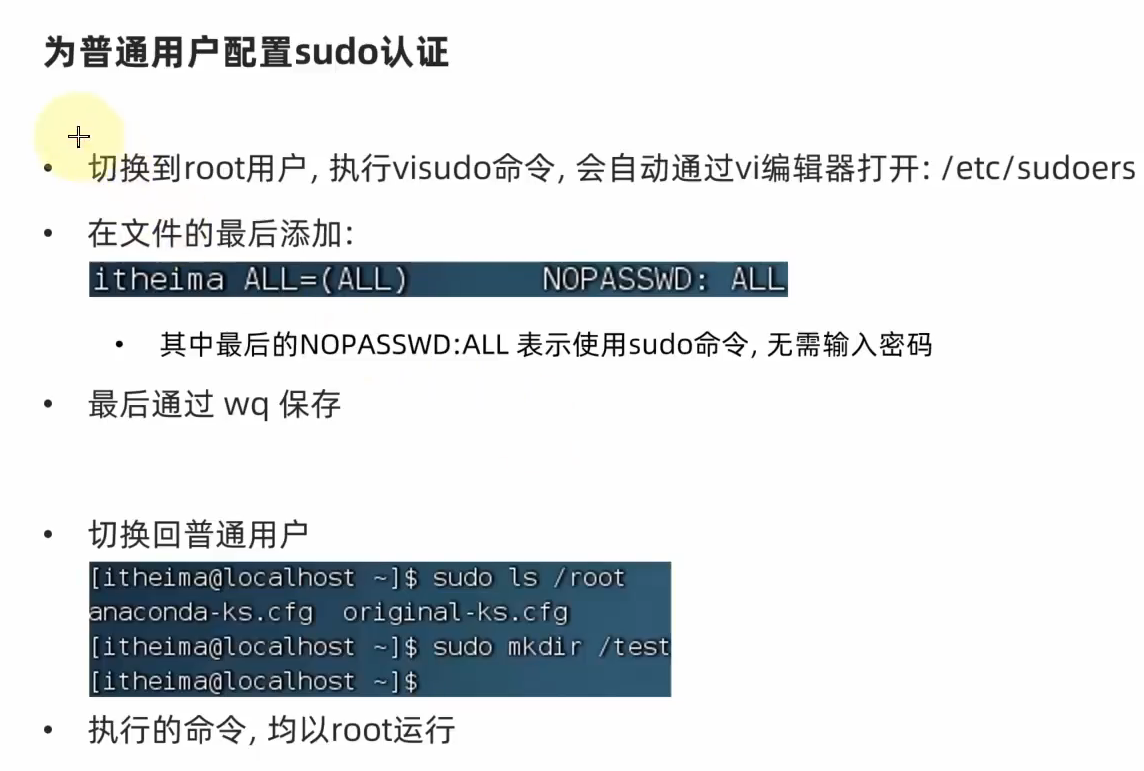 为普通用户配置sudo认证
• 切换到root用户, 执行visudo命令, 会自动通过vi编辑器打开: /etc/sudoers
• 在文件的最后添加:
itheima ALL=(ALL)       NOPASSWD: ALL
• 其中最后的NOPASSWD:ALL 表示使用sudo命令, 无需输入密码
• 最后通过 wq 保存
• 切换回普通用户
[itheima@localhost ~]$ sudo ls /root
anaconda-ks.cfg  original-ks.cfg
[itheima@localhost ~]$ sudo mkdir /test
[itheima@localhost ~]$
• 执行的命令, 均以root运行